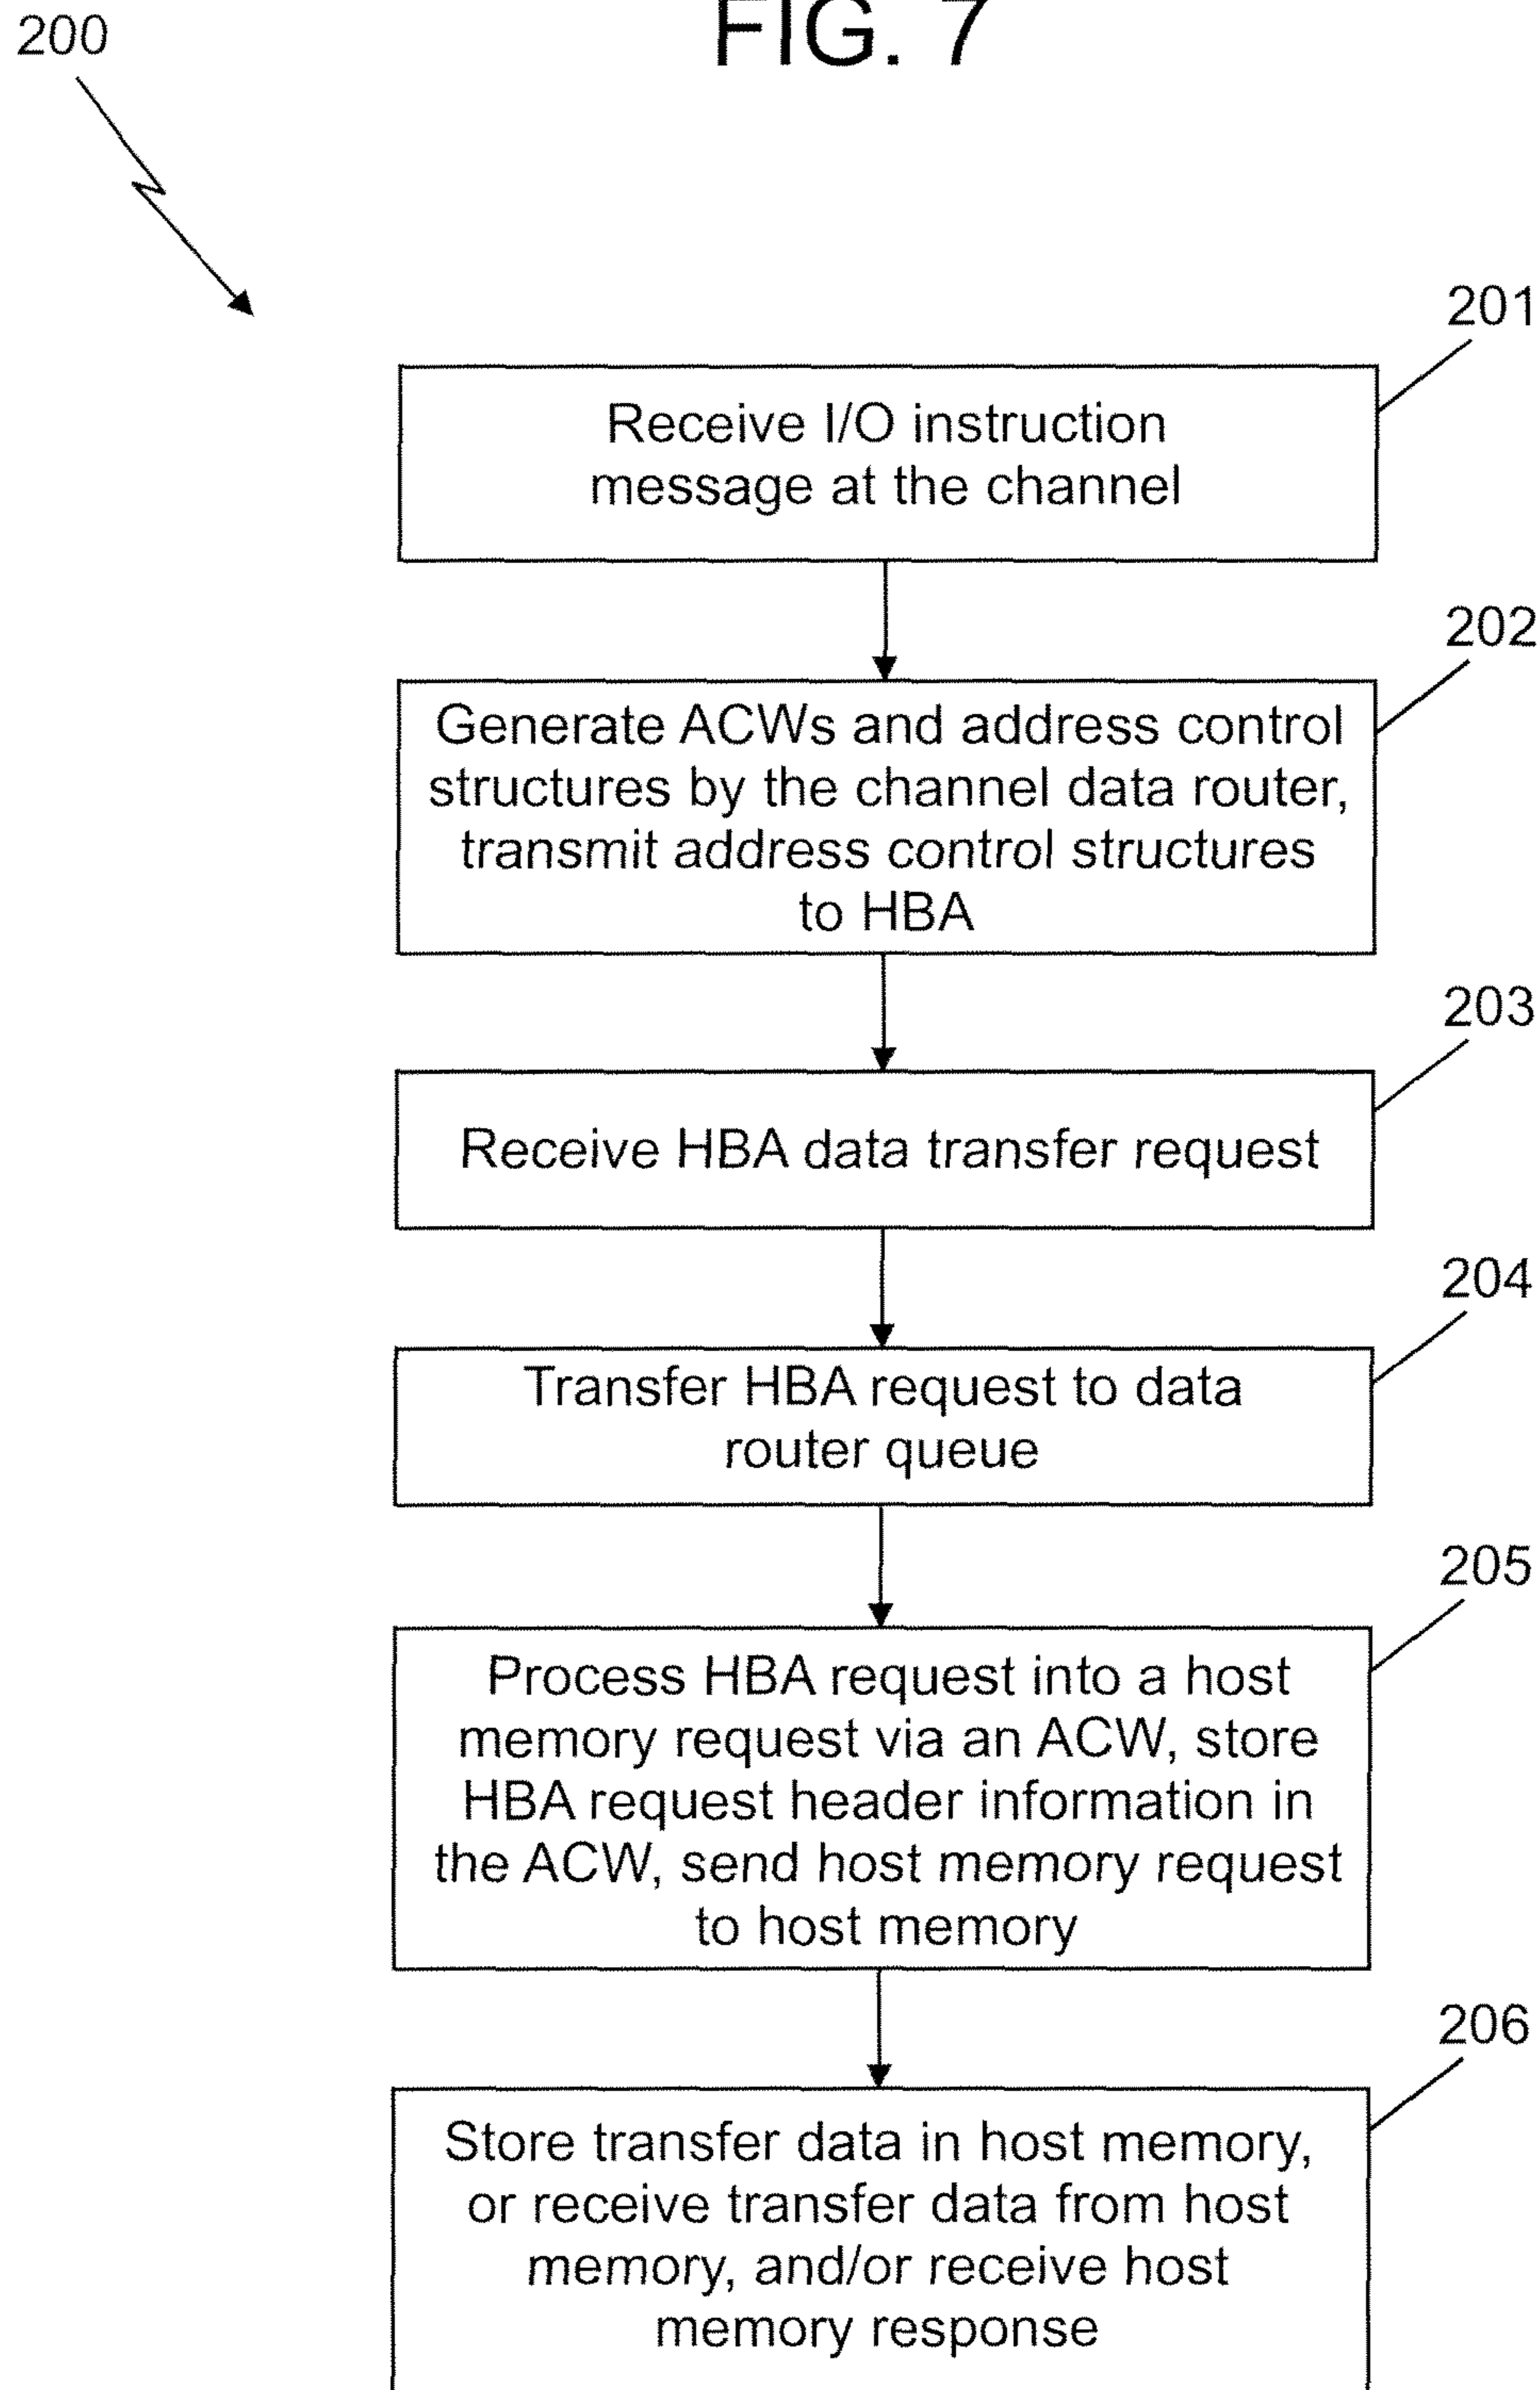 FIG. 7
200
201
Receive I/O instruction
message at the channel
202
Generate ACWs and address control
structures by the channel data router,
transmit address control structures
to HBA
203
Receive HBA data transfer request
204
Transfer HBA request to data
router queue
205
Process HBA request into a host
memory request via an ACW, store
HBA request header information in
the ACW, send host memory request
to host memory
206
Store transfer data in host memory,
or receive transfer data from host
memory, and/or receive host
memory response